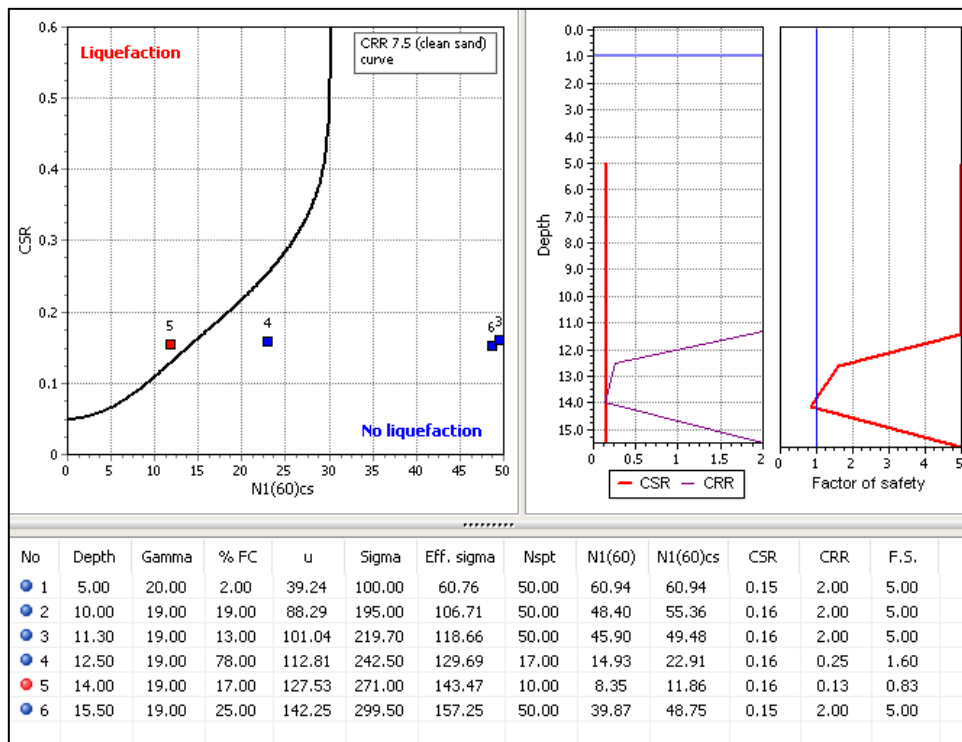 Liquefaction
CRR 7.5 (clean sand)
curve
No liquefaction
0.6
0.5
0.4
0.3
0.2
0.1
0
CSR
5
4
6
3
0 5 10 15 20 25 30 35 40 45 50
N1(60)cs
Depth
0.0
1.0
2.0
3.0
4.0
5.0
6.0
7.0
8.0
9.0
10.0
11.0
12.0
13.0
14.0
15.0
0 0.5 1 1.5 2
CSR CRR
0 1 2 3 4 5
Factor of safety
No Depth Gamma % FC u Sigma Eff. sigma Nspt N1(60) N1(60)cs CSR CRR F.S.
1 5.00 20.00 2.00 39.24 100.00 60.76 50.00 60.94 60.94 0.15 2.00 5.00
2 10.00 19.00 19.00 88.29 195.00 106.71 50.00 48.40 55.36 0.16 2.00 5.00
3 11.30 19.00 13.00 101.04 219.70 118.66 50.00 45.90 49.48 0.16 2.00 5.00
4 12.50 19.00 78.00 112.81 242.50 129.69 17.00 14.93 22.91 0.16 0.25 1.60
5 14.00 19.00 17.00 127.53 271.00 143.47 10.00 8.35 11.86 0.16 0.13 0.83
6 15.50 19.00 25.00 142.25 299.50 157.25 50.00 39.87 48.75 0.15 2.00 5.00